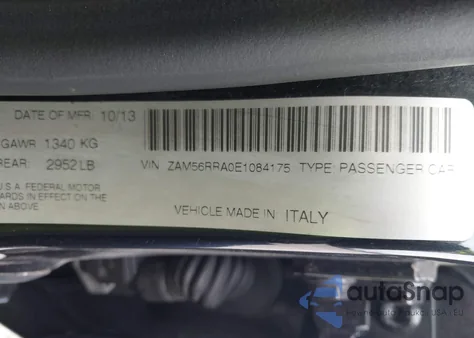 DATE OF MFR 10/13
GAWR 1340 KG
REAR: 2952 LB
VIN ZAM56RRA0E1084175 TYPE: PASSENGER CAR
U.S.A. FEDERAL MOTOR
ARDS IN EFFECT ON THE
N ABOVE
VEHICLE MADE IN ITALY
autoSnap